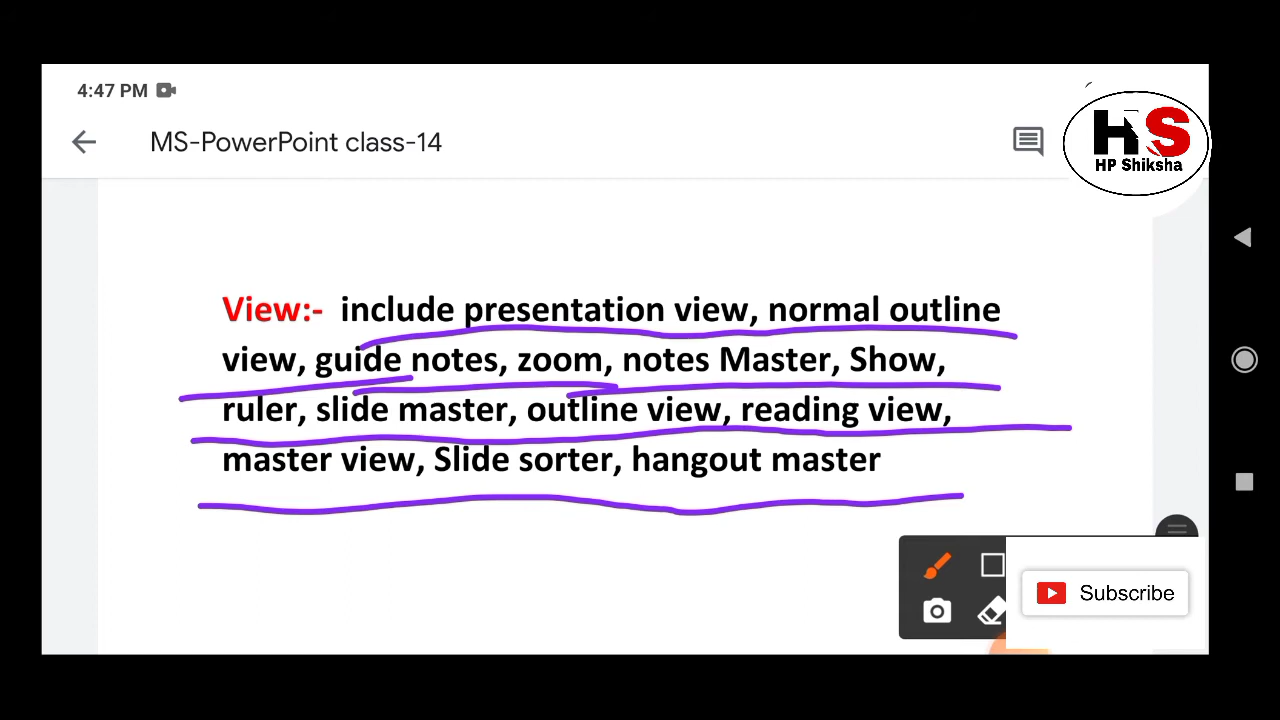 4:47 PM
MS-PowerPoint class-14
HS
HP Shiksha
View:- include presentation view, normal outline
view, guide notes, zoom, notes Master, Show,
ruler, slide master, outline view, reading view,
master view, Slide sorter, hangout master
Subscribe